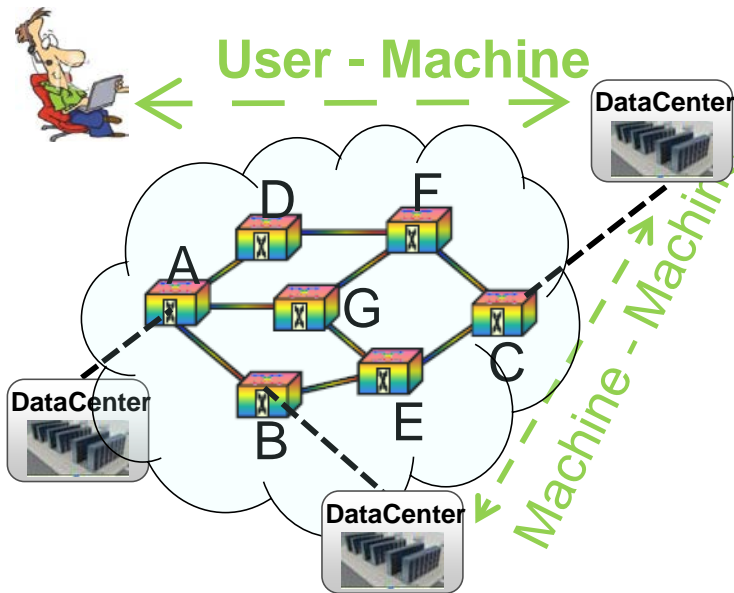 User - Machine
DataCenter
D
F
A
G
C
DataCenter
B
E
DataCenter
Machine - Machine